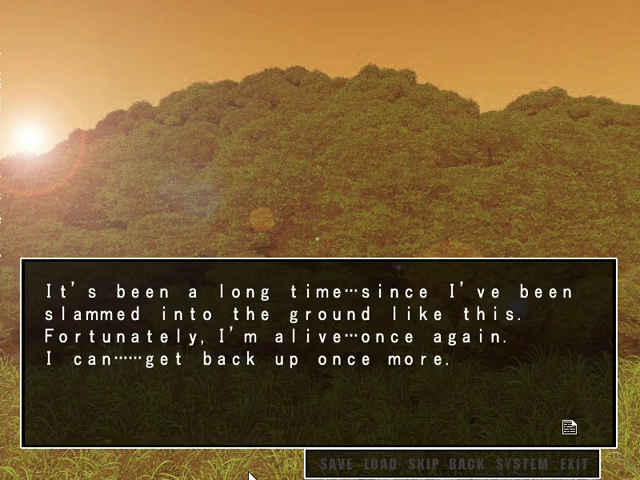 It's been a long time…since I've been
slammed into the ground like this.
Fortunately, I'm alive…once again.
I can……get back up once more.
SAVE LOAD SKIP BACK SYSTEM EXIT